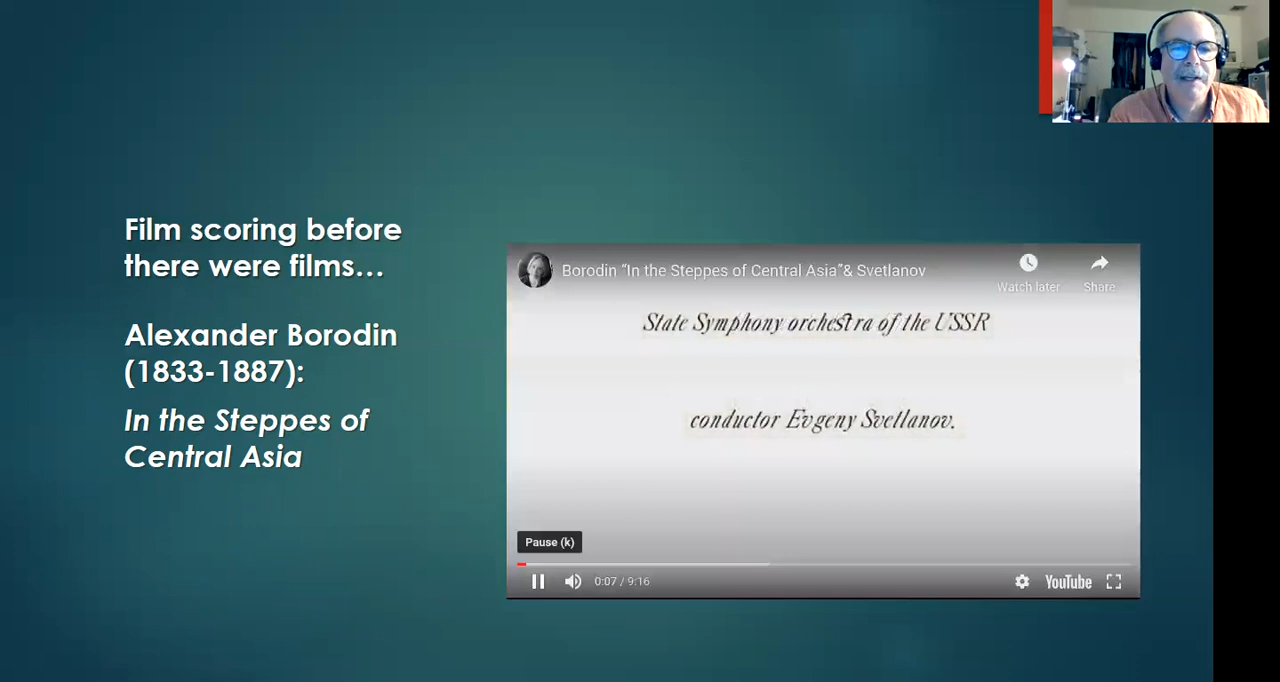 Film scoring before
there were films…
Alexander Borodin
(1833-1887):
In the Steppes of
Central Asia
Borodin “In the Steppes of Central Asia”& Svetlanov
Watch later
Share
State Symphony orchestra of the USSR
conductor Evgeny Svetlanov.
Pause (k)
0:07 / 9:16
YouTube